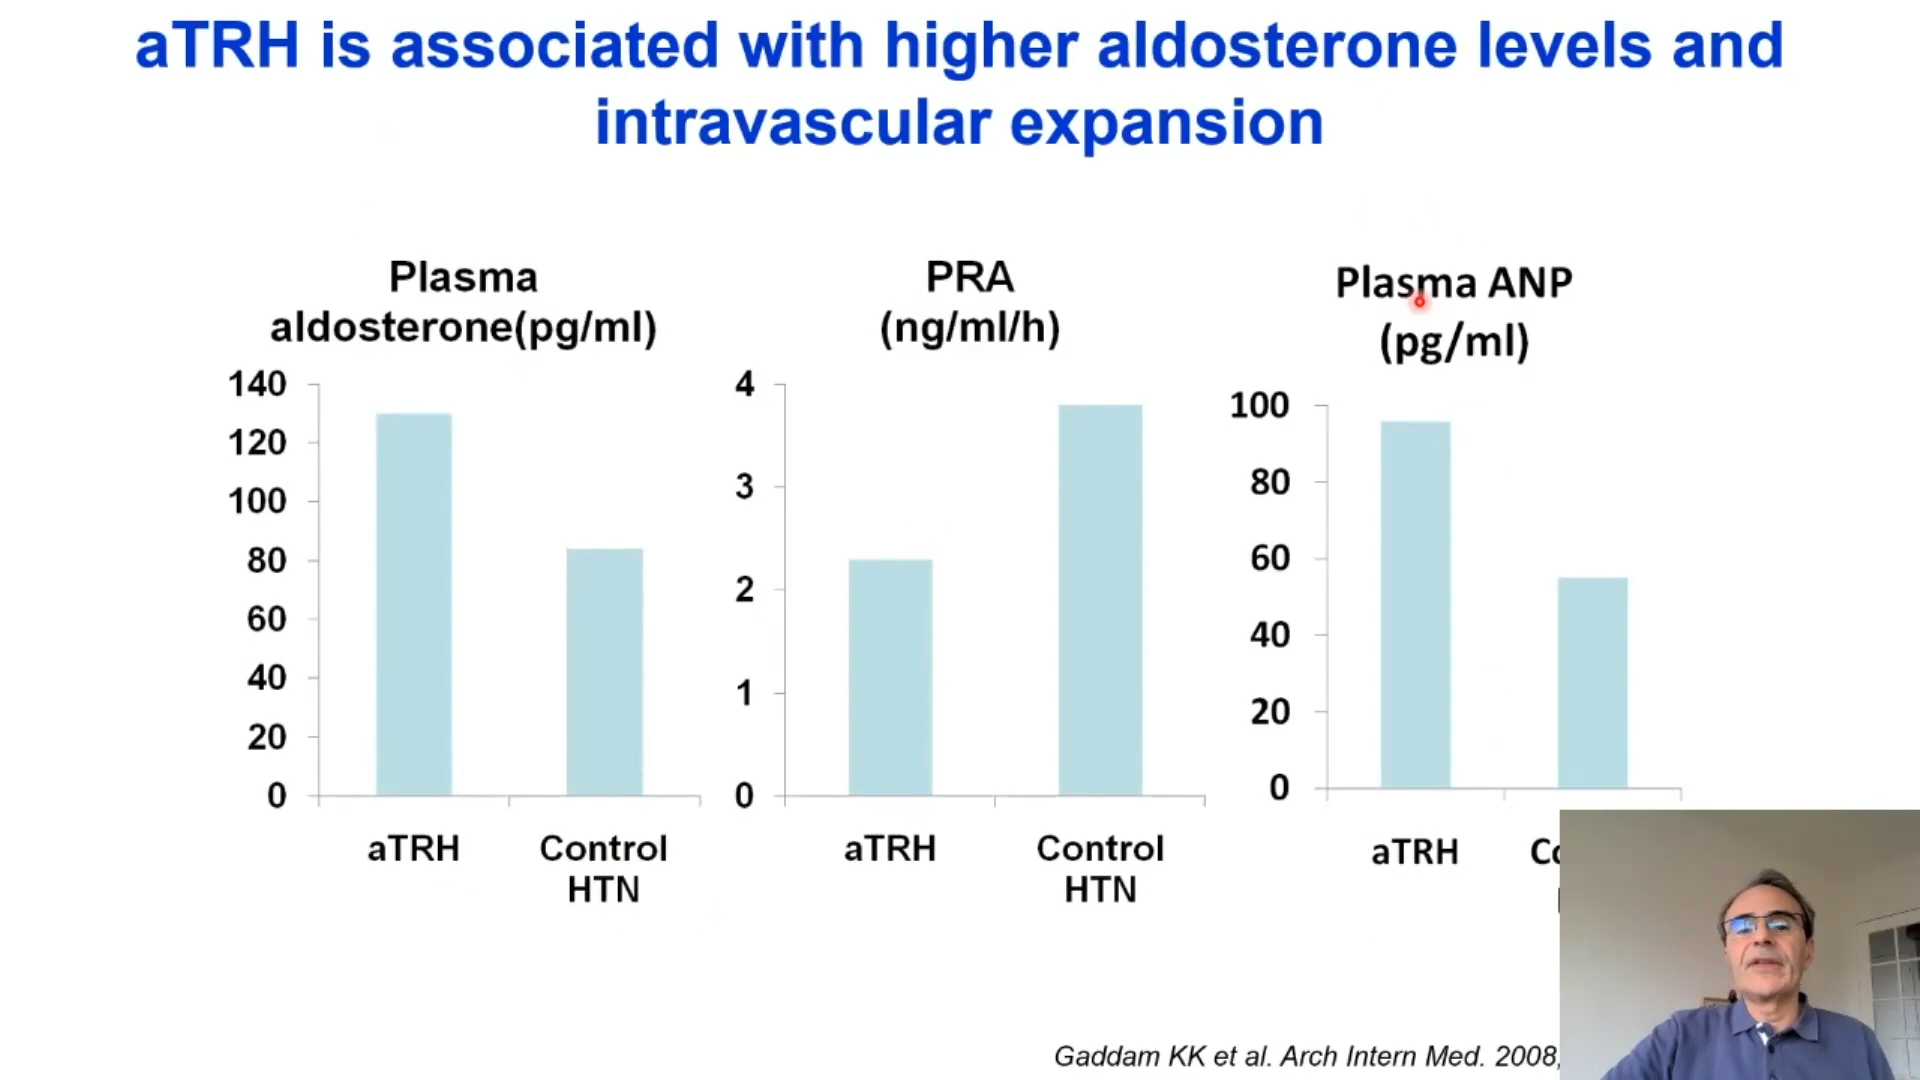 aTRH is associated with higher aldosterone levels and
intravascular expansion
Plasma
aldosterone(pg/ml)
140
120
100
80
60
40
20
0
aTRH
Control
HTN
PRA
(ng/ml/h)
4
3
2
1
0
aTRH
Control
HTN
Plasma ANP
(pg/ml)
100
80
60
40
20
0
aTRH
Gaddam KK et al. Arch Intern Med. 2008,